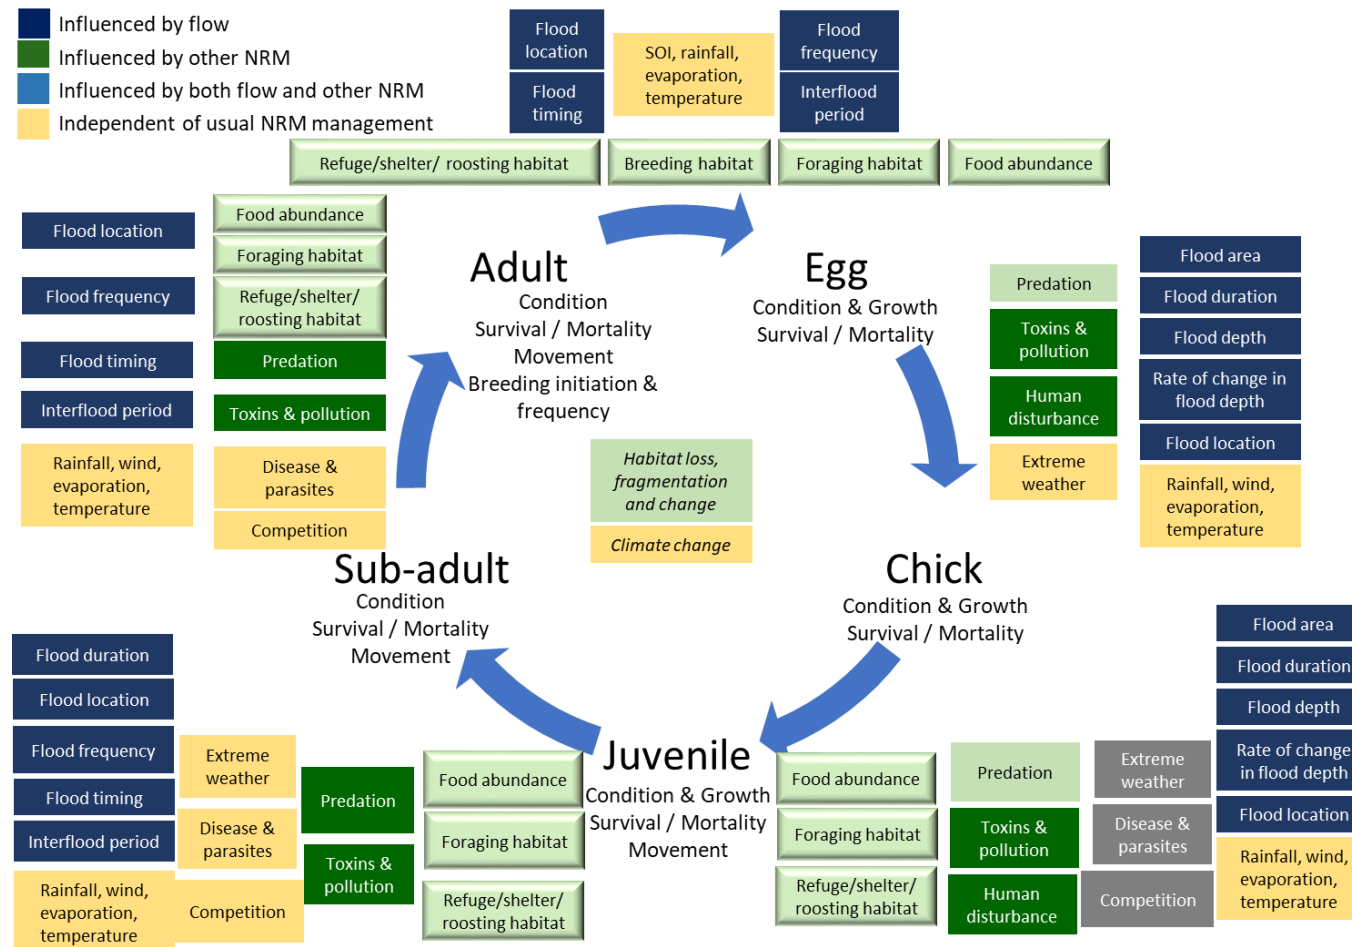 Influenced by flow
Influenced by other NRM
Influenced by both flow and other NRM
Independent of usual NRM management
Flood
location
Flood
timing
SOI, rainfall,
evaporation,
temperature
Flood
frequency
Interflood
period
Refuge/shelter/ roosting habitat
Breeding habitat
Foraging habitat
Food abundance
Flood location
Flood frequency
Flood timing
Interflood period
Rainfall, wind,
evaporation,
temperature
Food abundance
Foraging habitat
Refuge/shelter/
roosting habitat
Predation
Toxins & pollution
Disease &
parasites
Competition
Adult
Condition
Survival / Mortality
Movement
Breeding initiation &
frequency
Egg
Condition & Growth
Survival / Mortality
Predation
Toxins &
pollution
Human
disturbance
Extreme
weather
Flood area
Flood duration
Flood depth
Rate of change in
flood depth
Flood location
Rainfall, wind,
evaporation,
temperature
Habitat loss,
fragmentation
and change
Climate change
Sub-adult
Condition
Survival / Mortality
Movement
Chick
Condition & Growth
Survival / Mortality
Flood duration
Flood location
Flood frequency
Flood timing
Interflood period
Rainfall, wind,
evaporation,
temperature
Extreme
weather
Disease &
parasites
Competition
Predation
Toxins &
pollution
Food abundance
Foraging habitat
Refuge/shelter/
roosting habitat
Juvenile
Condition & Growth
Survival / Mortality
Movement
Food abundance
Foraging habitat
Refuge/shelter/
roosting habitat
Predation
Toxins &
pollution
Human
disturbance
Extreme
weather
Disease &
parasites
Competition
Flood area
Flood duration
Flood depth
Rate of change
in flood depth
Flood location
Rainfall, wind,
evaporation,
temperature